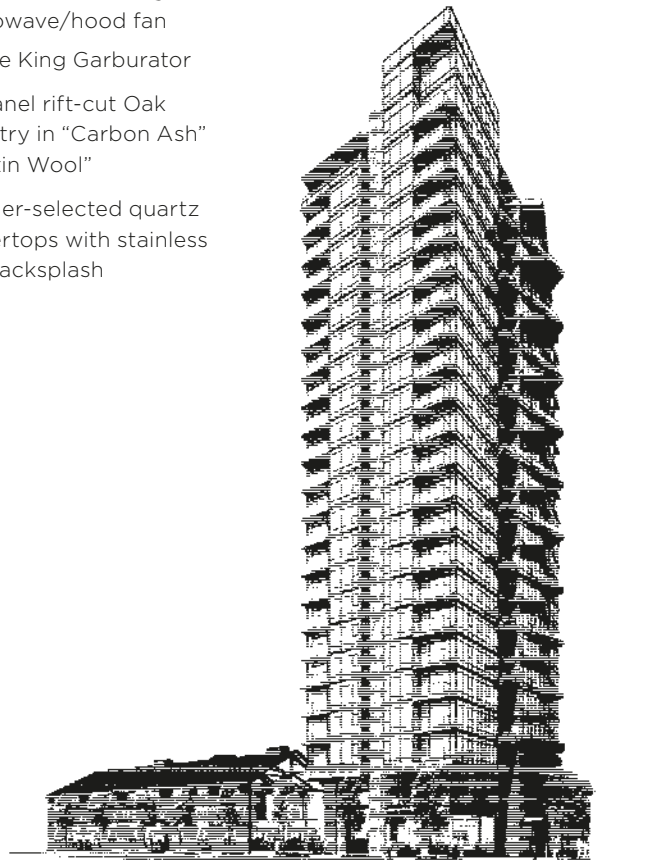 owave/hood fan
e King Garburator
anel rift-cut Oak
try in “Carbon Ash”
in Wool”
er-selected quartz
ertops with stainless
acksplash